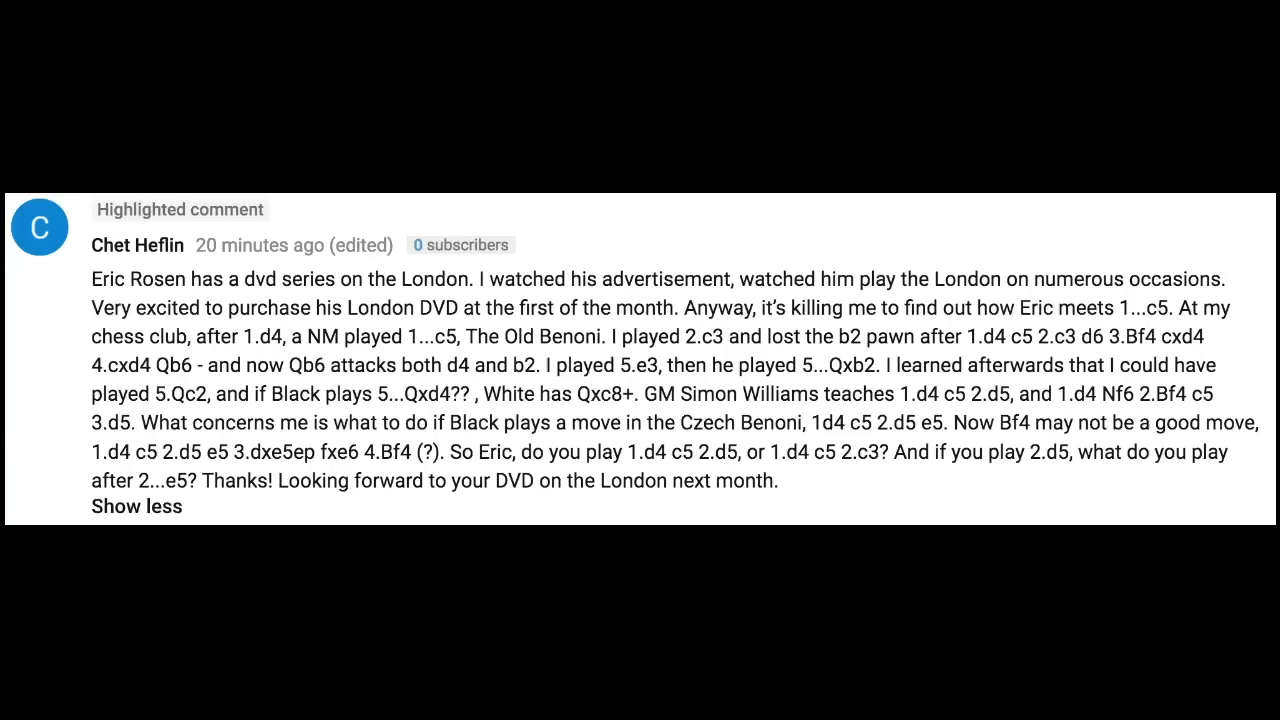 C
Highlighted comment
Chet Heflin 20 minutes ago (edited) 0 subscribers
Eric Rosen has a dvd series on the London. I watched his advertisement, watched him play the London on numerous occasions.
Very excited to purchase his London DVD at the first of the month. Anyway, it's killing me to find out how Eric meets 1...c5. At my
chess club, after 1.d4, a NM played 1...c5, The Old Benoni. I played 2.c3 and lost the b2 pawn after 1.d4 c5 2.c3 d6 3.Bf4 cxd4
4.cxd4 Qb6 - and now Qb6 attacks both d4 and b2. I played 5.e3, then he played 5...Qxb2. I learned afterwards that I could have
played 5.Qc2, and if Black plays 5...Qxd4?? , White has Qxc8+. GM Simon Williams teaches 1.d4 c5 2.d5, and 1.d4 Nf6 2.Bf4 c5
3.d5. What concerns me is what to do if Black plays a move in the Czech Benoni, 1d4 c5 2.d5 e5. Now Bf4 may not be a good move,
1.d4 c5 2.d5 e5 3.dxe5ep fxe6 4.Bf4 (?). So Eric, do you play 1.d4 c5 2.d5, or 1.d4 c5 2.c3? And if you play 2.d5, what do you play
after 2...e5? Thanks! Looking forward to your DVD on the London next month.
Show less